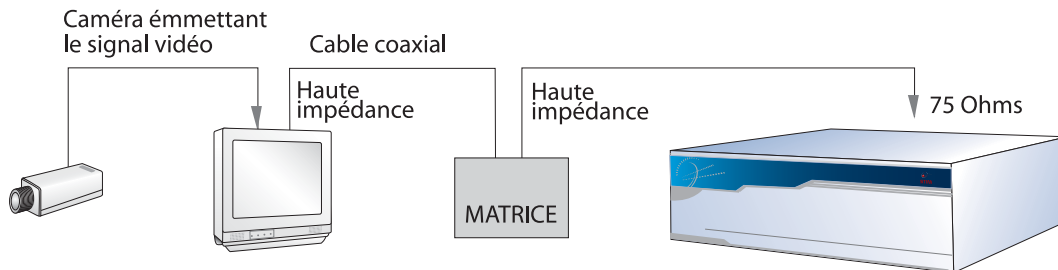 Caméra émmettant
le signal vidéo
Cable coaxial
Haute
impédance
Haute
impédance
75 Ohms
MATRICE